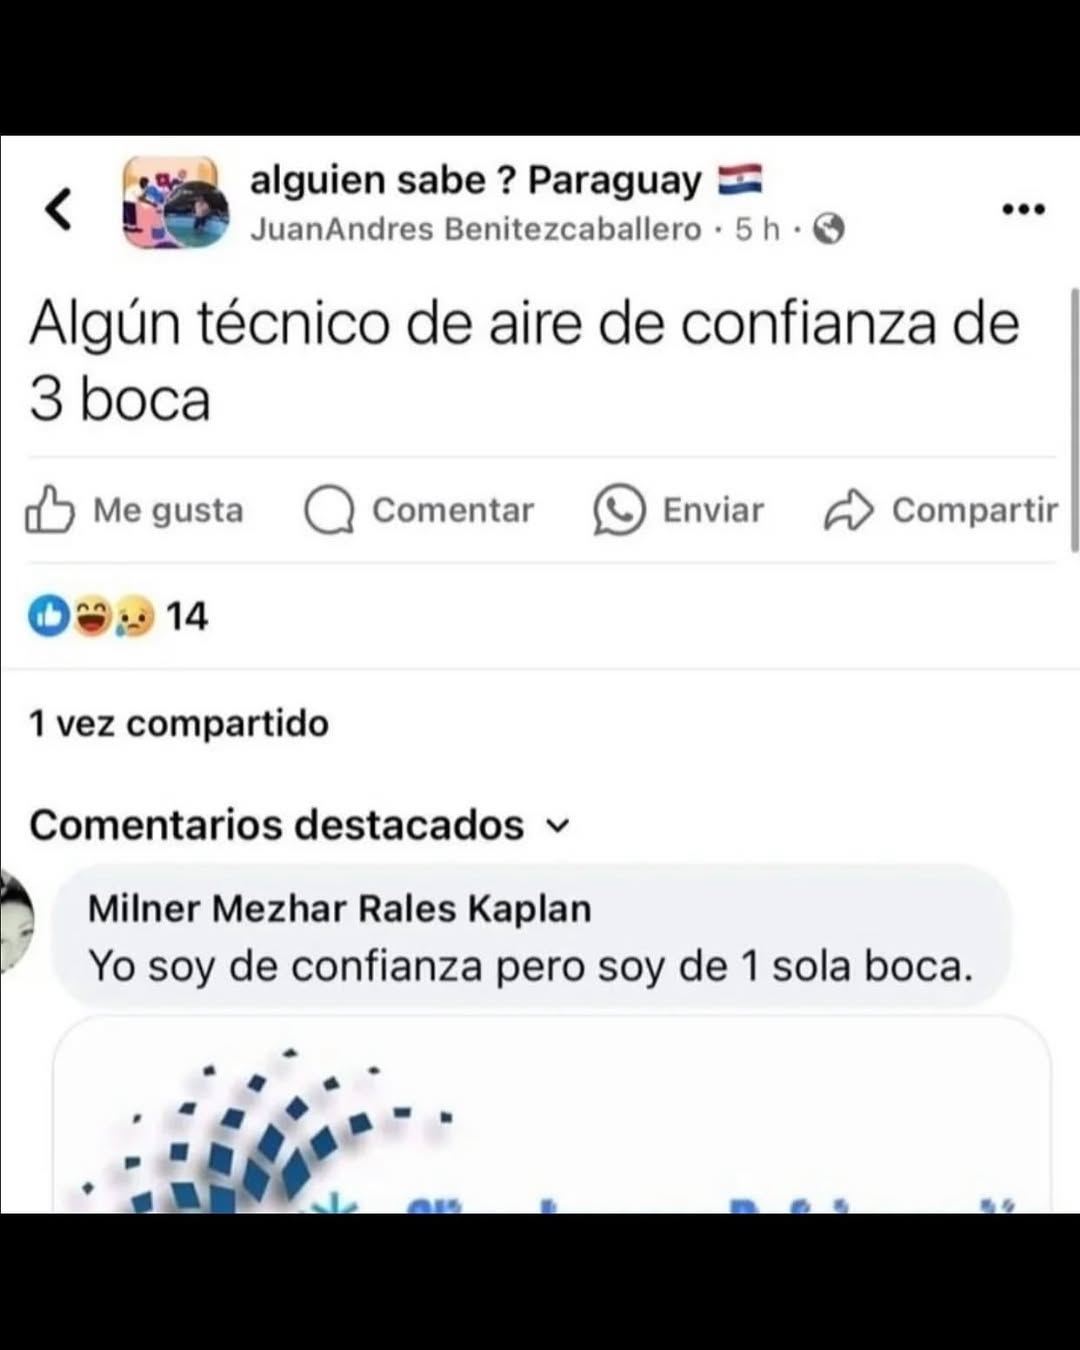 alguien sabe ? Paraguay 🇵🇾
JuanAndres Benitezcaballero · 5 h ·
Algún técnico de aire de confianza de
3 boca
Me gusta
Comentar
Enviar
Compartir
14
1 vez compartido
Comentarios destacados
Milner Mezhar Rales Kaplan
Yo soy de confianza pero soy de 1 sola boca.